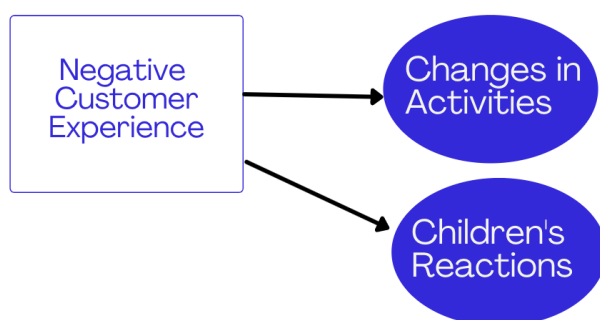 Negative
Customer
Experience
Changes in
Activities
Children's
Reactions